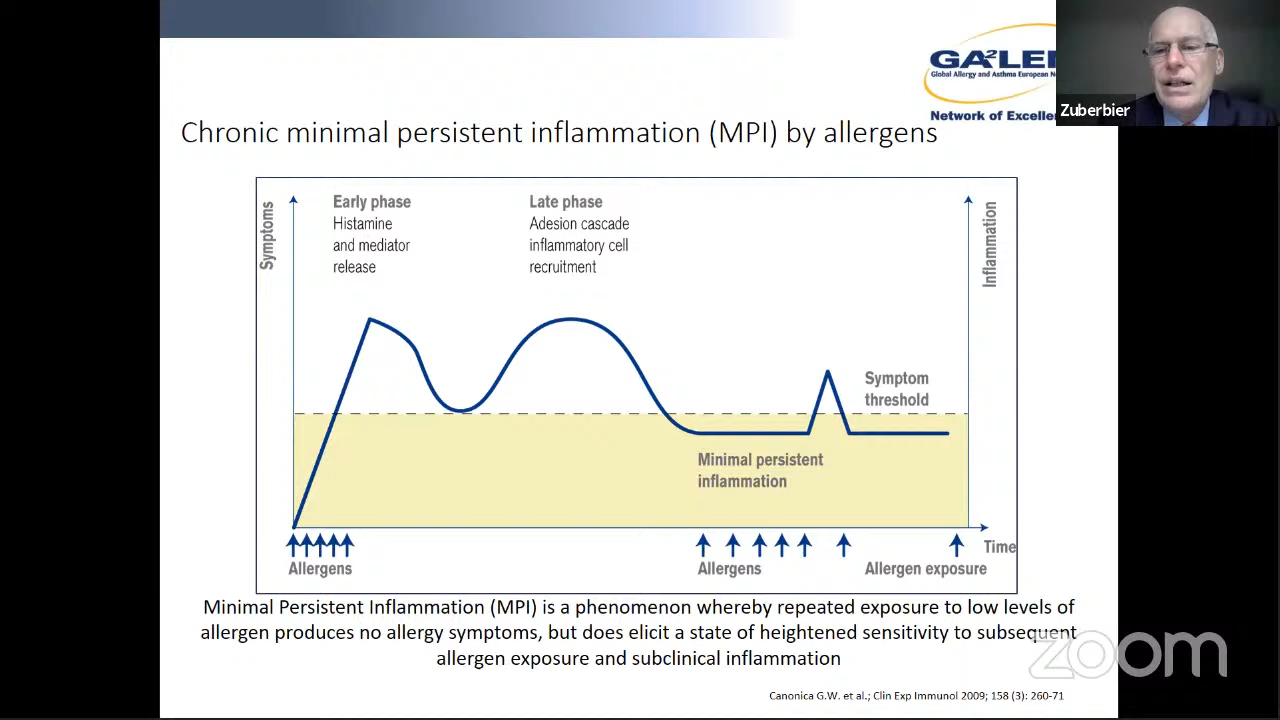 GA²LE
Global Allergy and Asthma European
Network of Excelle
Zuberbier
Chronic minimal persistent inflammation (MPI) by allergens
Symptoms
Early phase
Histamine
and mediator
release
Late phase
Adesion cascade
inflammatory cell
recruitment
Inflammation
Symptom
threshold
Minimal persistent
inflammation
Time
Allergens
Allergens
Allergen exposure
Minimal Persistent Inflammation (MPI) is a phenomenon whereby repeated exposure to low levels of
allergen produces no allergy symptoms, but does elicit a state of heightened sensitivity to subsequent
allergen exposure and subclinical inflammation
zoom
Canonica G.W. et al.; Clin Exp Immunol 2009; 158 (3): 260-71